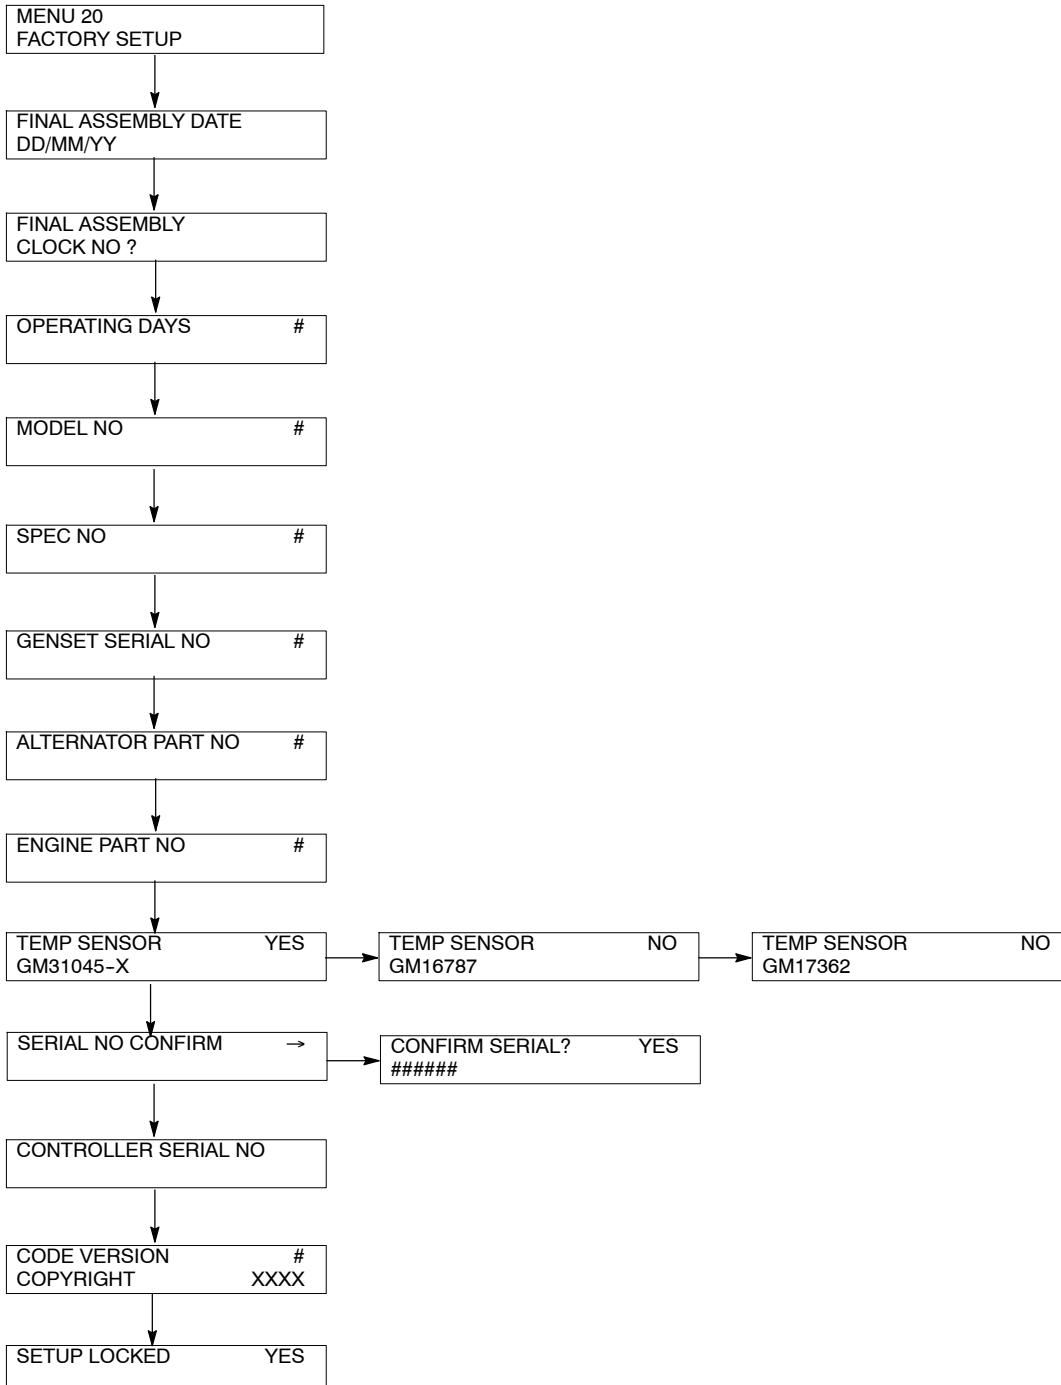 MENU 20
FACTORY SETUP
FINAL ASSEMBLY DATE
DD/MM/YY
FINAL ASSEMBLY
CLOCK NO ?
OPERATING DAYS #
MODEL NO #
SPEC NO #
GENSET SERIAL NO #
ALTERNATOR PART NO #
ENGINE PART NO #
TEMP SENSOR YES
GM31045-X
TEMP SENSOR NO
GM16787
TEMP SENSOR NO
GM17362
SERIAL NO CONFIRM →
CONFIRM SERIAL? YES
######
CONTROLLER SERIAL NO
CODE VERSION #
COPYRIGHT XXXX
SETUP LOCKED YES